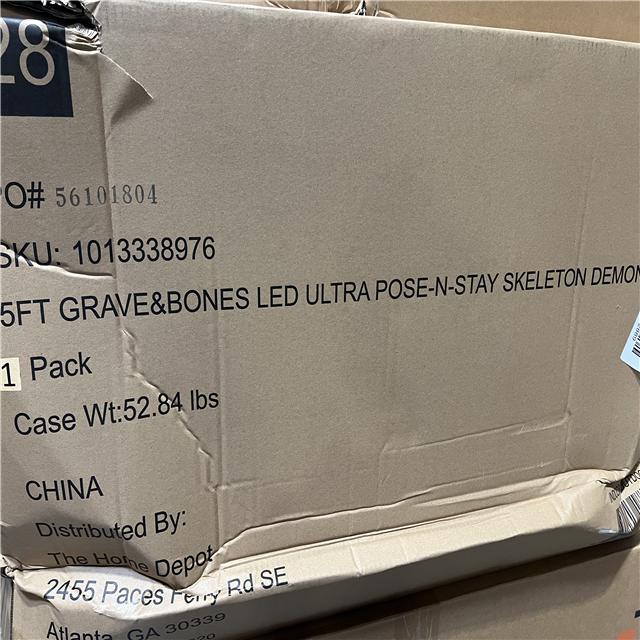 28
PO# 56101804
SKU: 1013338976
5FT GRAVE&BONES LED ULTRA POSE-N-STAY SKELETON DEMON
1 Pack
Case Wt:52.84 lbs
CHINA
Distributed By:
The Home Depot
2455 Paces Ferry Rd SE
Atlanta, GA 30339